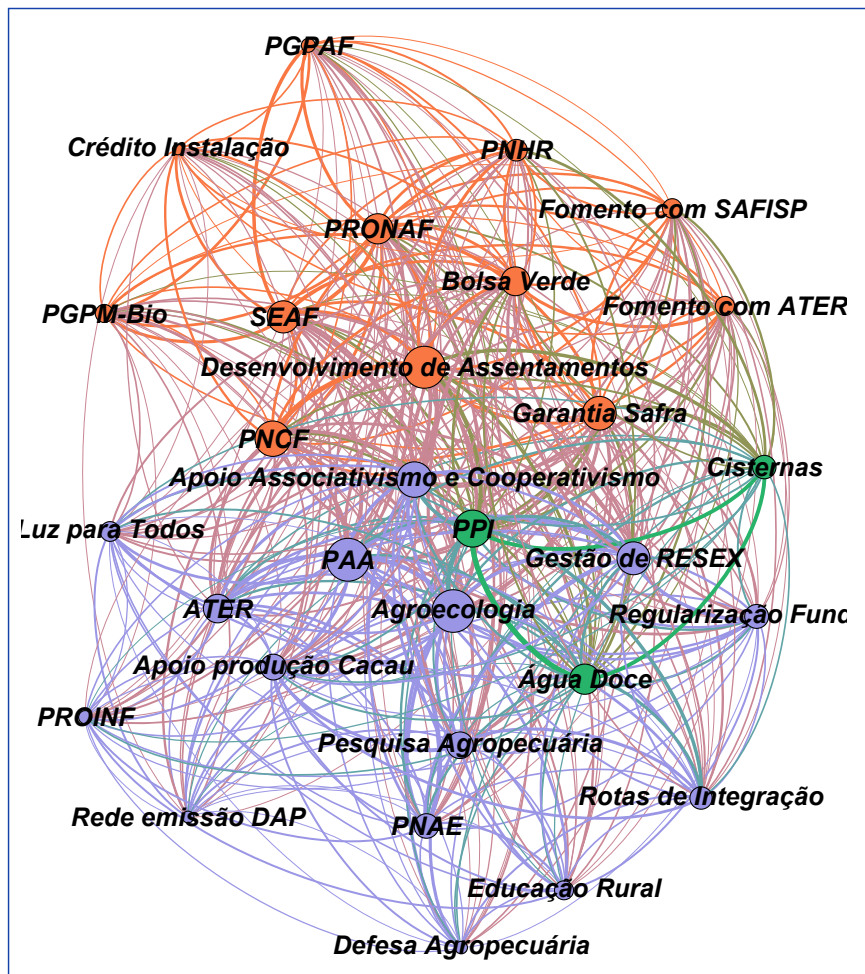 PGPAF
Crédito Instalação
PNHR
Fomento com SAFISP
PRONAF
Bolsa Verde
PGPM-Bio
SEAF
Fomento com ATER
Desenvolvimento de Assentamentos
Garantia Safra
PNCF
Apoio Associativismo e Cooperativismo
Cisternas
Luz para Todos
PPI
PAA
Gestão de RESEX
ATER
Agroecologia
Regularização Fund
Apoio produção Cacau
Água Doce
PROINF
Pesquisa Agropecuária
Rotas de Integração
Rede emissão DAP
PNAE
Educação Rural
Defesa Agropecuária